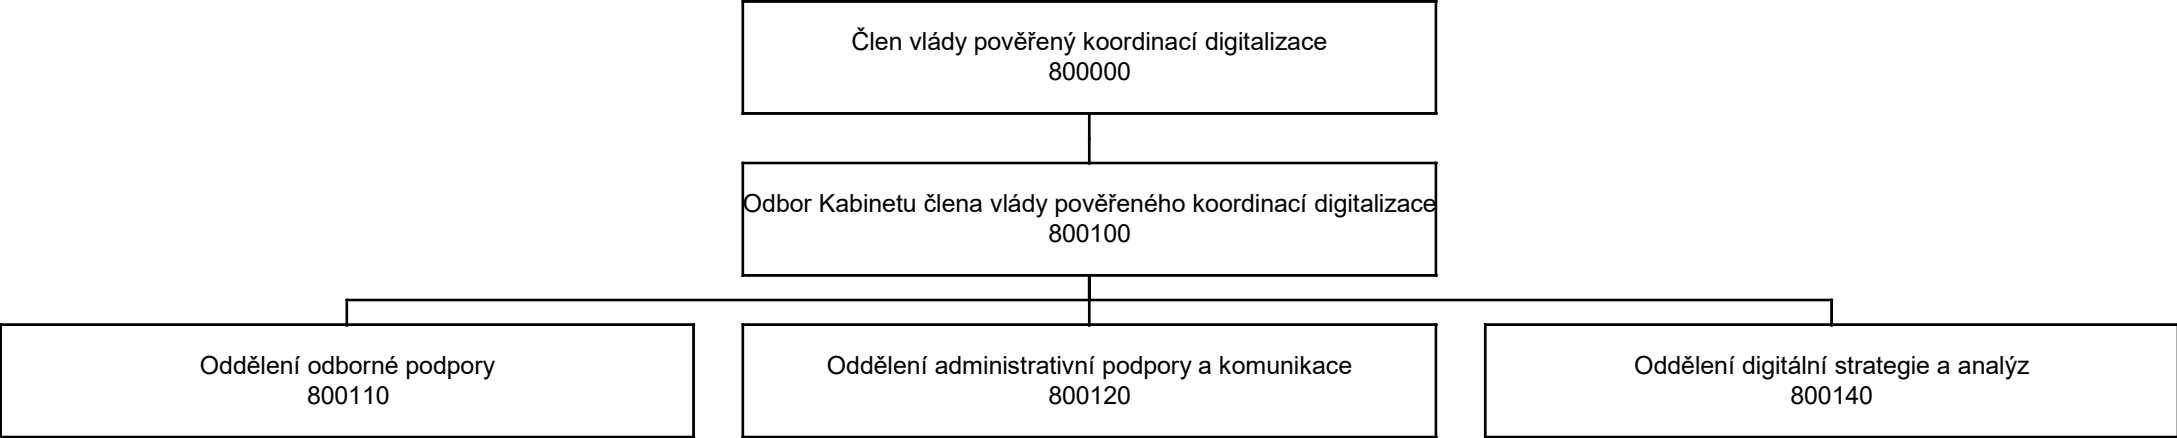 Člen vlády pověřený koordinací digitalizace
800000
Odbor Kabinetu člena vlády pověřeného koordinací digitalizace
800100
Oddělení odborné podpory
800110
Oddělení administrativní podpory a komunikace
800120
Oddělení digitální strategie a analýz
800140